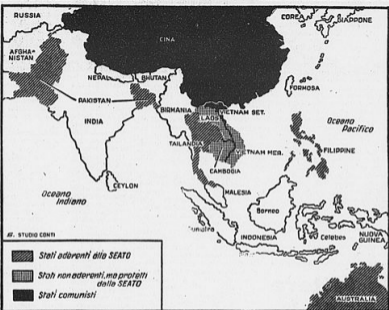 RUSSIA
COREA
GIAPPONE
CINA
AFGHA-
NISTAN
NEPAL
BHUTAN
PAKISTAN
BIRMANIA
VIETNAM SET.
FORMOSA
LAOS
INDIA
Oceano
Pacifico
TAILANDIA
VIETNAM MER.
FILIPPINE
CAMBOGIA
CEYLON
MALESIA
Oceano
Indiano
Borneo
INDONESIA
Celebes
NUOVA
GUINEA
STUDIO CONTI
Stati aderenti alla SEATO
Stati non aderenti, ma protetti
dalla SEATO
Stati comunisti
AUSTRALIA